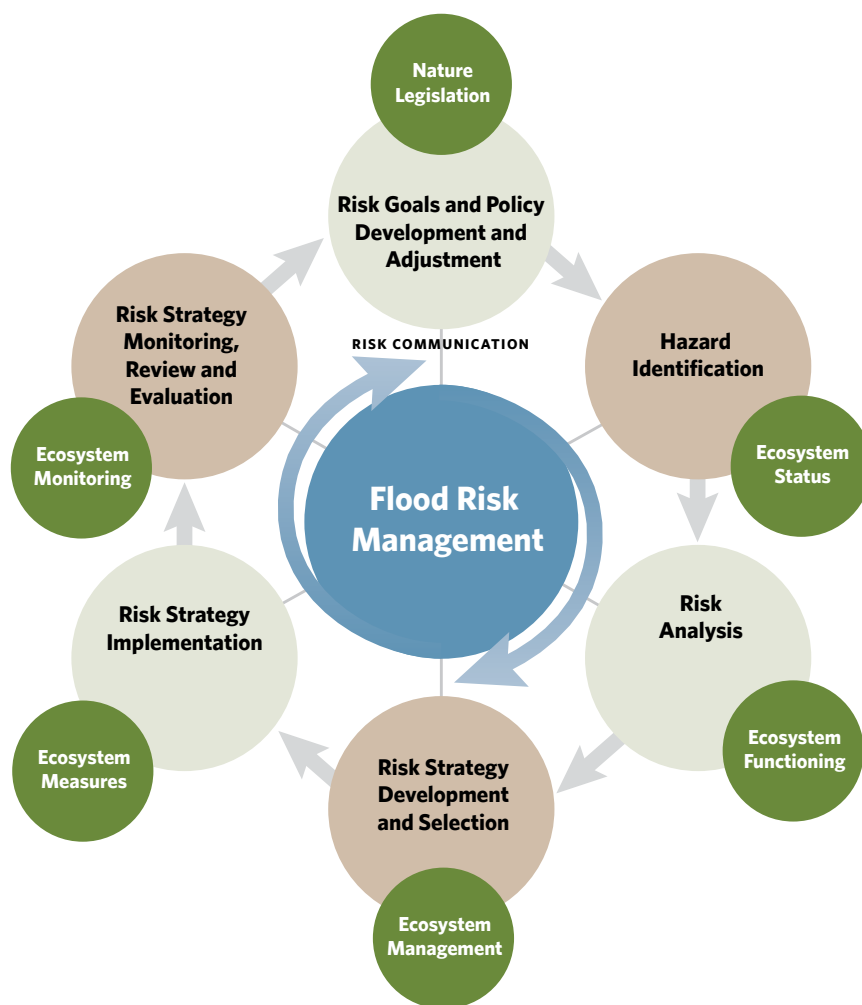 Nature
Legislation
Risk Goals and Policy
Development and
Adjustment
Risk Strategy
Monitoring,
Review and
Evaluation
RISK COMMUNICATION
Hazard
Identification
Ecosystem
Monitoring
Ecosystem
Status
Flood Risk
Management
Risk Strategy
Implementation
Risk
Analysis
Ecosystem
Measures
Ecosystem
Functioning
Risk Strategy
Development
and Selection
Ecosystem
Management